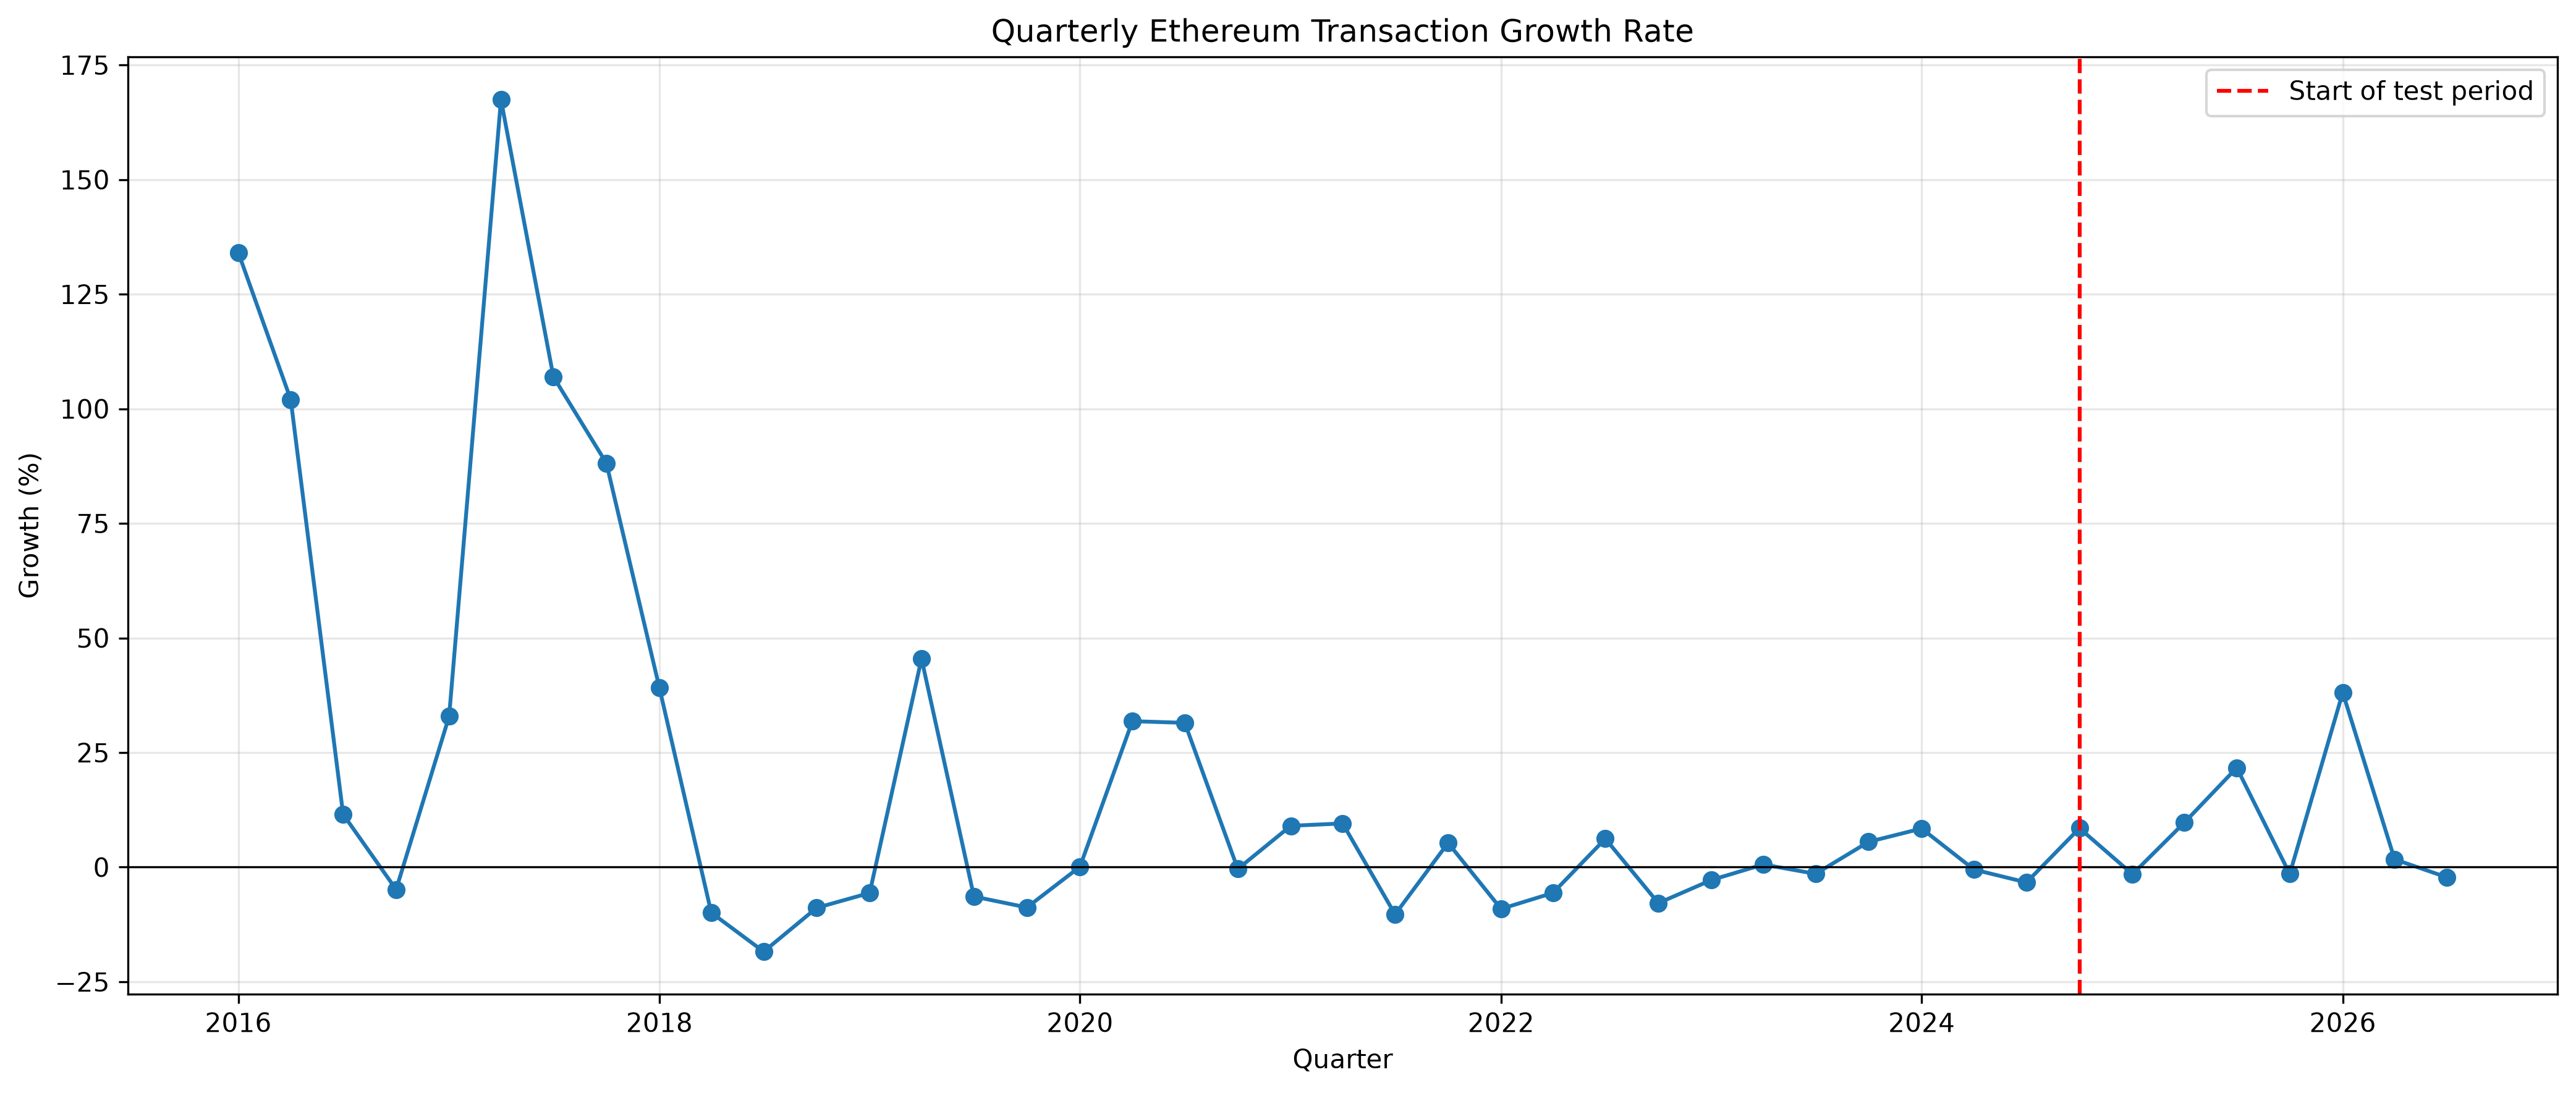 Quarterly Ethereum Transaction Growth Rate
Start of test period
175
150
125
100
75
50
25
0
−25
Growth (%)
2016 2018 2020 2022 2024 2026
Quarter